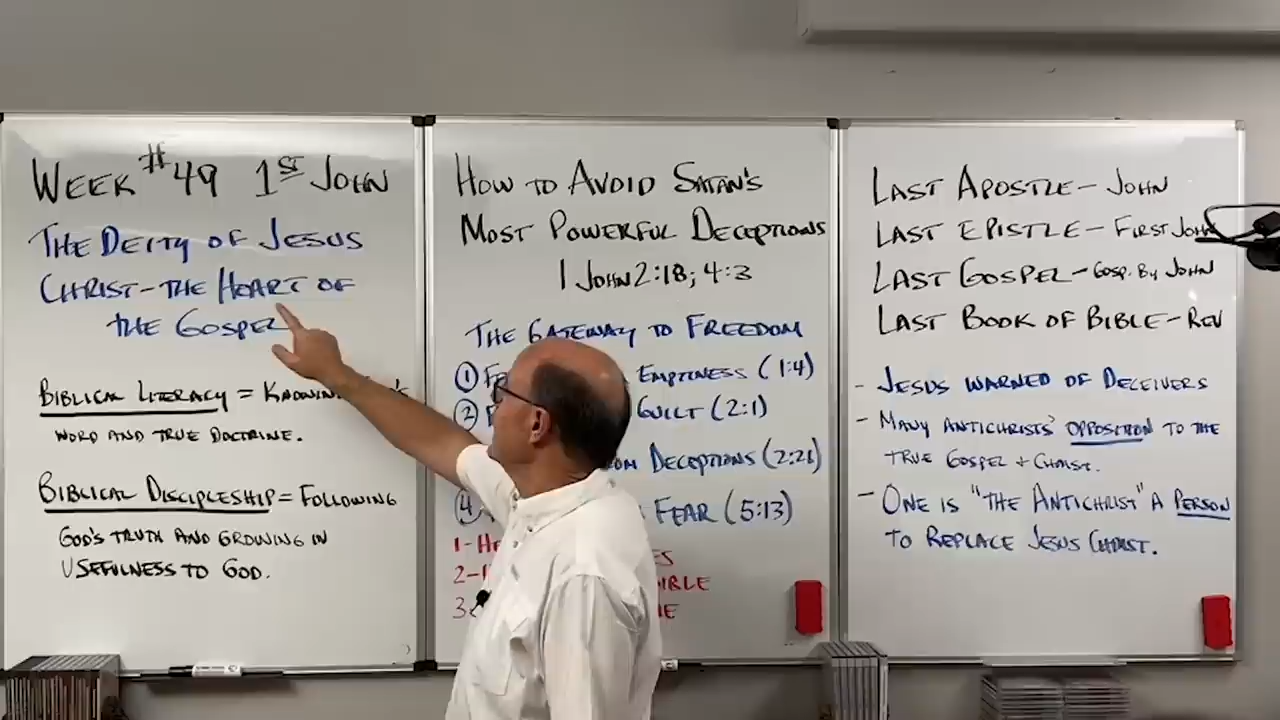 WEEK #49 1ST JOHN
THE DEITY OF JESUS
CHRIST-THE HEART OF
THE GOSPEL
BIBLICAL LITERACY =
WORD AND TRUE DOCTRINE.
BIBLICAL DISCIPLESHIP = FOLLOWING
GOD'S TRUTH AND GROWING IN
USEFULNESS TO GOD.
HOW TO AVOID SATAN'S
MOST POWERFUL DECEPTIONS
1 JOHN 2:18; 4:3
THE GATEWAY TO FREEDOM
① EMPTINESS (1:4)
② GUILT (2:1)
DECEPTIONS (2:21)
④ FEAR (5:13)
1-
2-
3-
LAST APOSTLE - JOHN
LAST EPISTLE - FIRST JOHN
LAST GOSPEL - GOSP. BY JOHN
LAST BOOK OF BIBLE - REV
- JESUS WARNED OF DECEIVERS
- MANY ANTICHRISTS' OPPOSITION TO THE
TRUE GOSPEL + CHRIST.
- ONE IS "THE ANTICHRIST" A PERSON
TO REPLACE JESUS CHRIST.